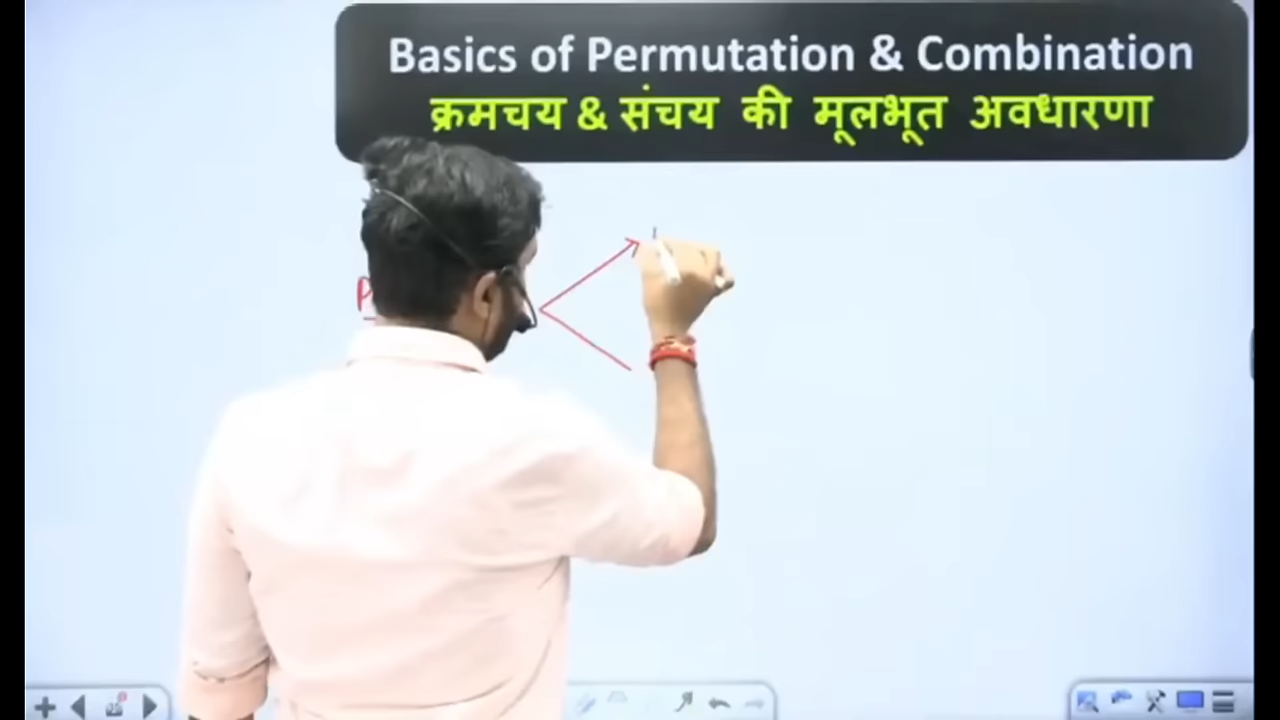 Basics of Permutation & Combination
क्रमचय & संचय की मूलभूत अवधारणा
P